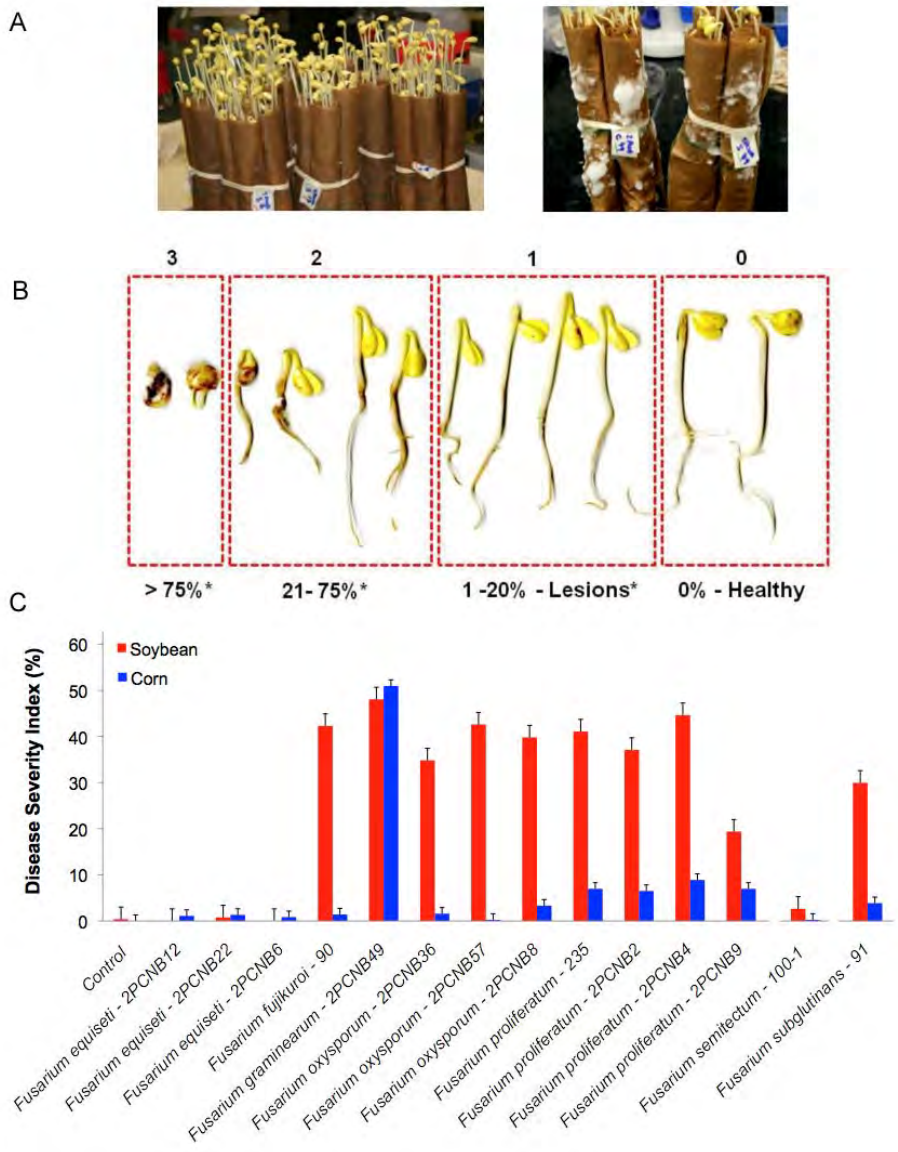 A
B
3 2 1 0
> 75%* 21- 75%* 1 -20% - Lesions* 0% - Healthy
C
Soybean
Corn
Disease Severity Index (%)
60
50
40
30
20
10
0
Control
Fusarium equiseti - 2PCNB12
Fusarium equiseti - 2PCNB22
Fusarium equiseti - 2PCNB6
Fusarium fujikuroi - 90
Fusarium graminearum - 2PCNB49
Fusarium oxysporum - 2PCNB36
Fusarium oxysporum - 2PCNB57
Fusarium oxysporum - 2PCNB8
Fusarium proliferatum - 235
Fusarium proliferatum - 2PCNB2
Fusarium proliferatum - 2PCNB4
Fusarium proliferatum - 2PCNB9
Fusarium semitectum - 100-1
Fusarium subglutinans - 91